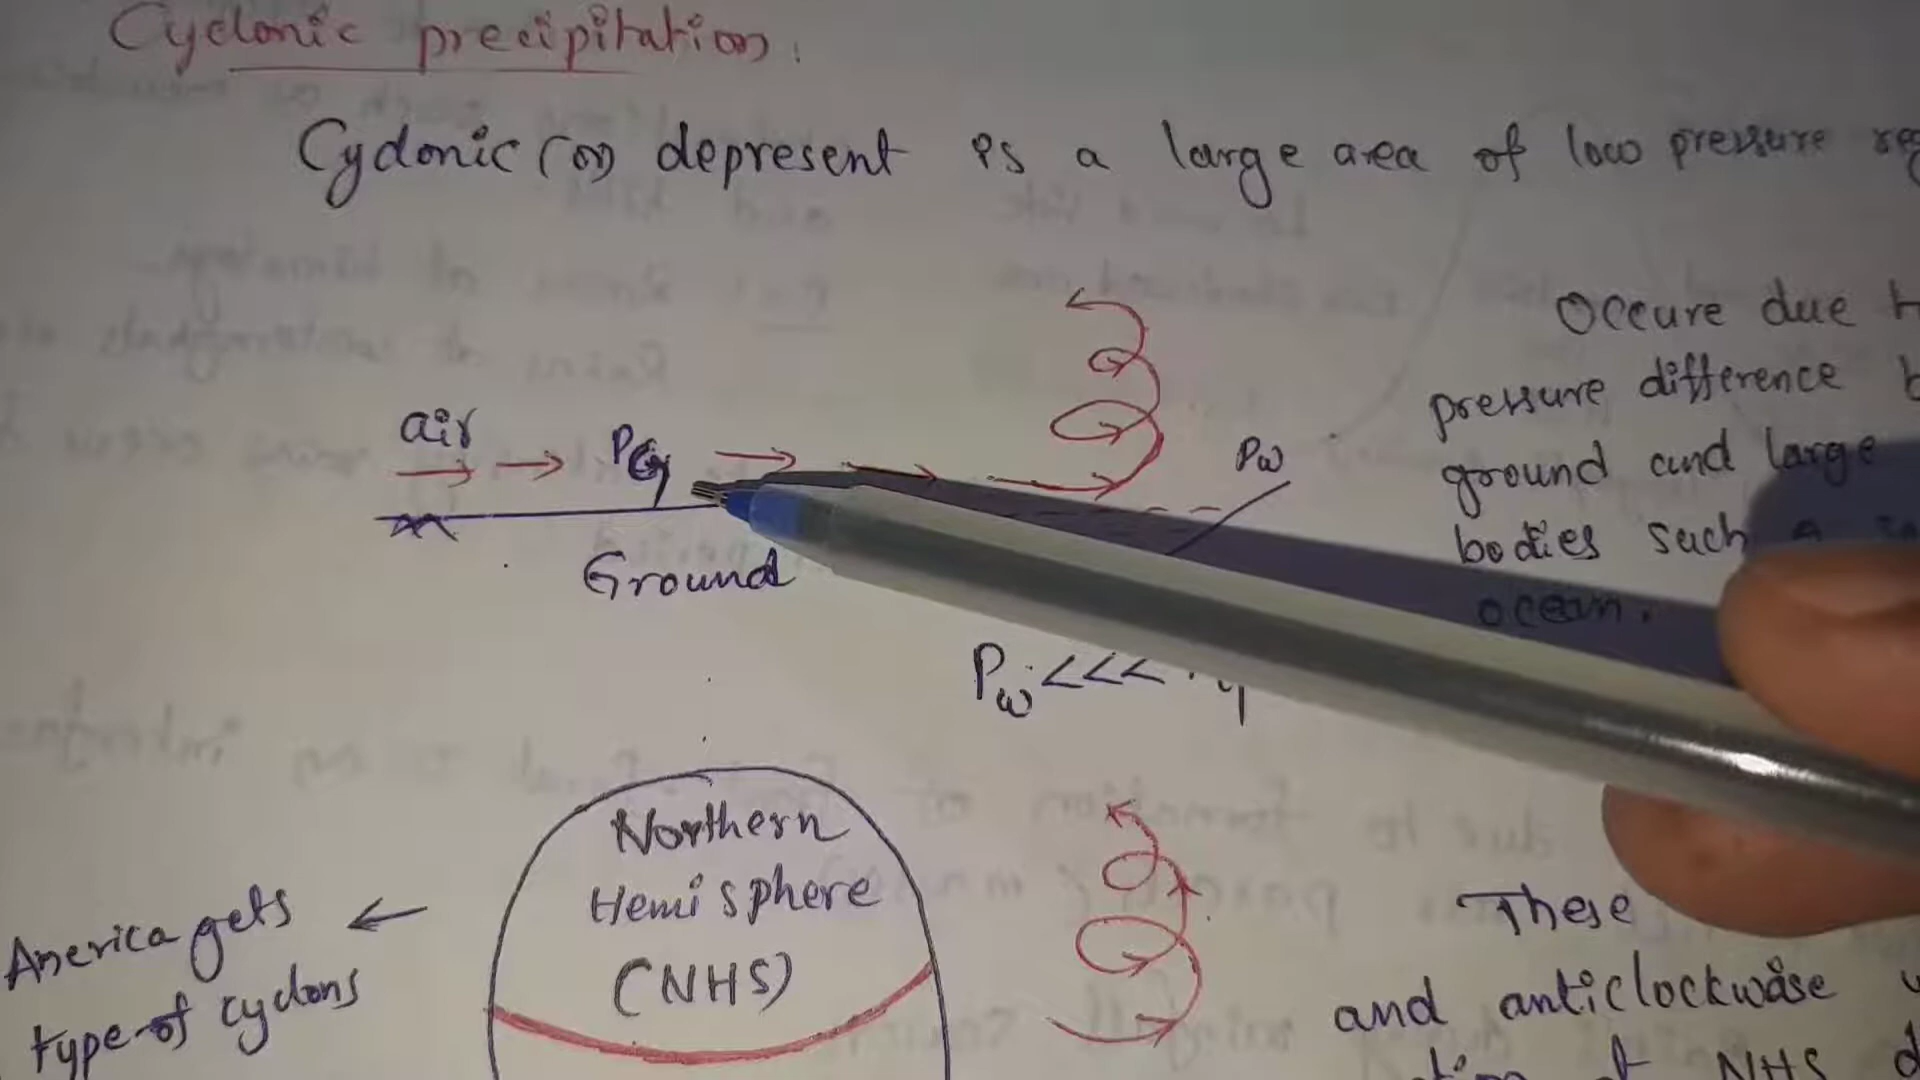 Cyclonic precipitation.
Cyclonic (or) depresent is a large area of low pressure
Occure due
pressure difference
ground and large
bodies such
ocean.
air
PG
Pw
Ground
Pw <<<
Northern
Hemisphere
(NHS)
America gets
type of cyclons
These
and anticlockwise
NHS